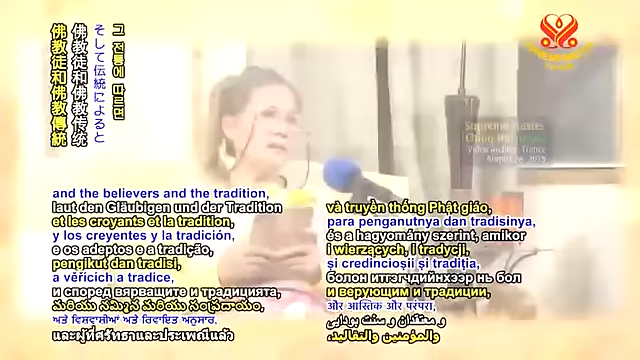 佛教徒和佛教傳統
佛教徒和佛教传统
そして伝統によると
그 전통에 따르면
Supreme Master
Ching Hai
France
and the believers and the tradition,
laut den Gläubigen und der Tradition
et les croyants et la tradition,
y los creyentes y la tradición,
e os adeptos e a tradição,
pengikut dan tradisi,
a věřících a tradice,
и според вярващите и традицията,
మరియు నమ్మిన మరియు సంప్రదాయం,
ਅਤੇ ਵਿਸ਼ਵਾਸੀਆਂ ਅਤੇ ਰਿਵਾਇਤ ਅਨੁਸਾਰ,
และผู้ที่ศรัทธาและประเพณีแล้ว
và truyền thống Phật giáo,
para penganutnya dan tradisinya,
és a hagyomány szerint, amikor
i wierzących, i tradycji,
și credincioșii și tradiția,
болон итгэгчдийнхээр нь бол
и верующим и традиции,
और आस्तिक और परंपरा,
و معتقدان و سنت بودایی
والمؤمنين والتقاليد،